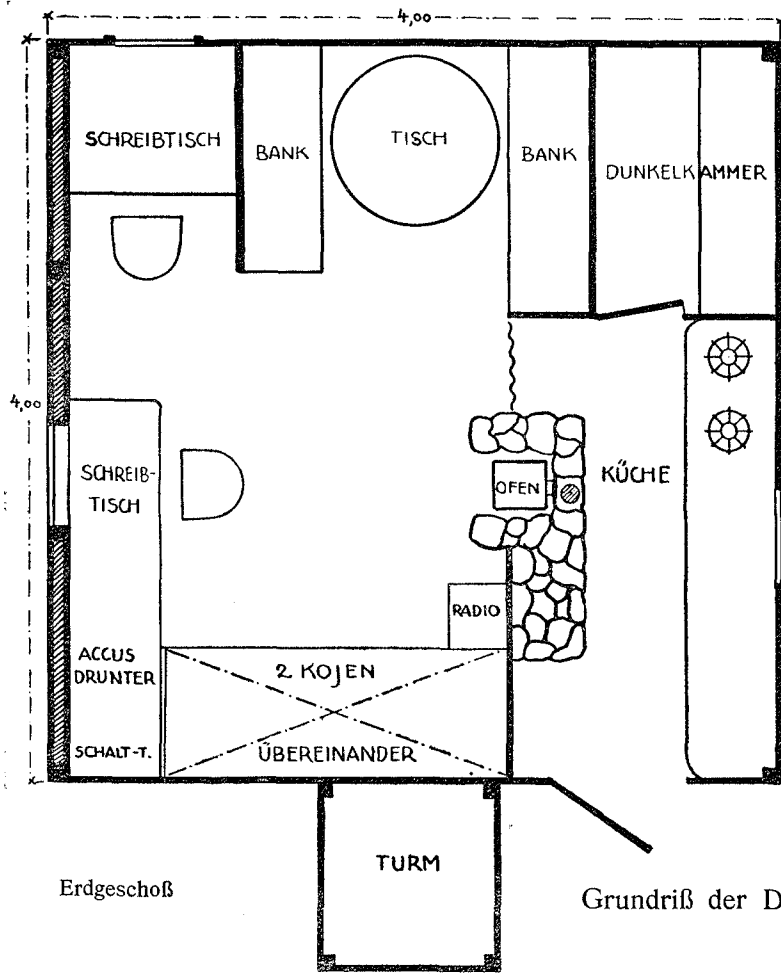 4,00
SCHREIBTISCH
BANK
TISCH
BANK
DUNKELKAMMER
4,00
SCHREIB-
TISCH
OFEN
KÜCHE
RADIO
ACCUS
DRUNTER
2 KOJEN
SCHALT-T.
ÜBEREINANDER
TURM
Erdgeschoß
Grundriß der D